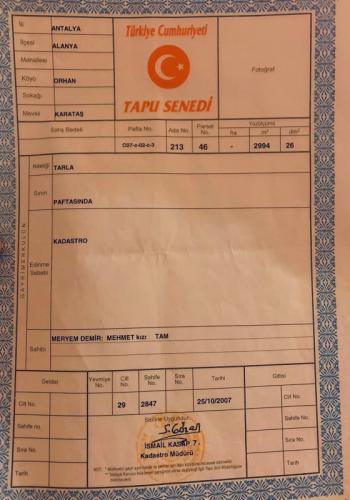 İli ANTALYA
İlçesi ALANYA
Mahallesi
Köyü ORHAN
Sokağı
Mevkii KARATAŞ
Türkiye Cumhuriyeti
TAPU SENEDİ
Fotoğraf
Satış Bedeli Pafta No. Ada No. Parsel No. Yüzölçümü
ha m² dm²
O27-c-02-c-3 213 46 - 2994 26
GAYRİMENKULÜN
Niteliği TARLA
Sınırı PAFTASINDA
Edinme Sebebi KADASTRO
Sahibi MERYEM DEMİR: MEHMET kızı TAM
Geldisi Yevmiye No. Cilt No. Sahife No. Sıra No. Tarihi Gittisi
Cilt No. 29 2847 25/10/2007 Cilt No.
Sahife no. Siciline Uygundur. Sahife No.
Sıra No. İSMAİL KASAP 7. Sıra No.
Kadastro Müdürü
Tarih Tarih
NOT: